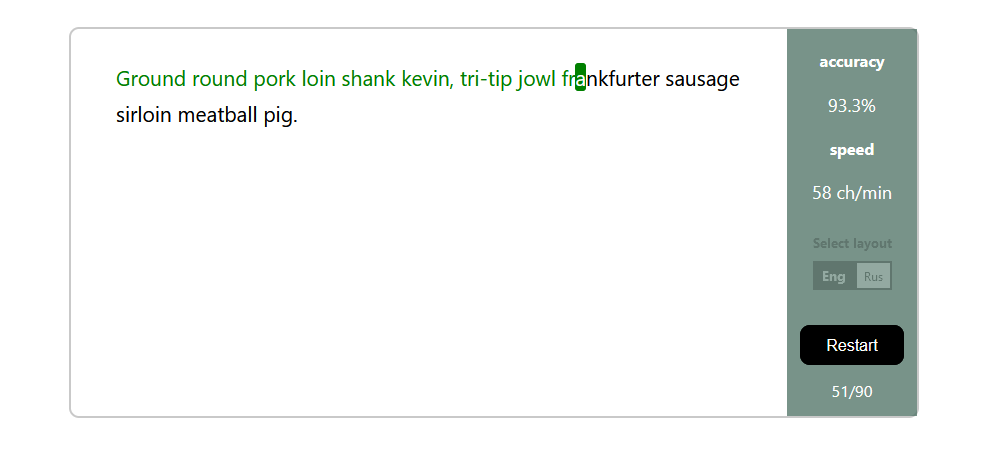 Ground round pork loin shank kevin, tri-tip jowl frankfurter sausage
sirloin meatball pig.
accuracy
93.3%
speed
58 ch/min
Select layout
Eng Rus
Restart
51/90